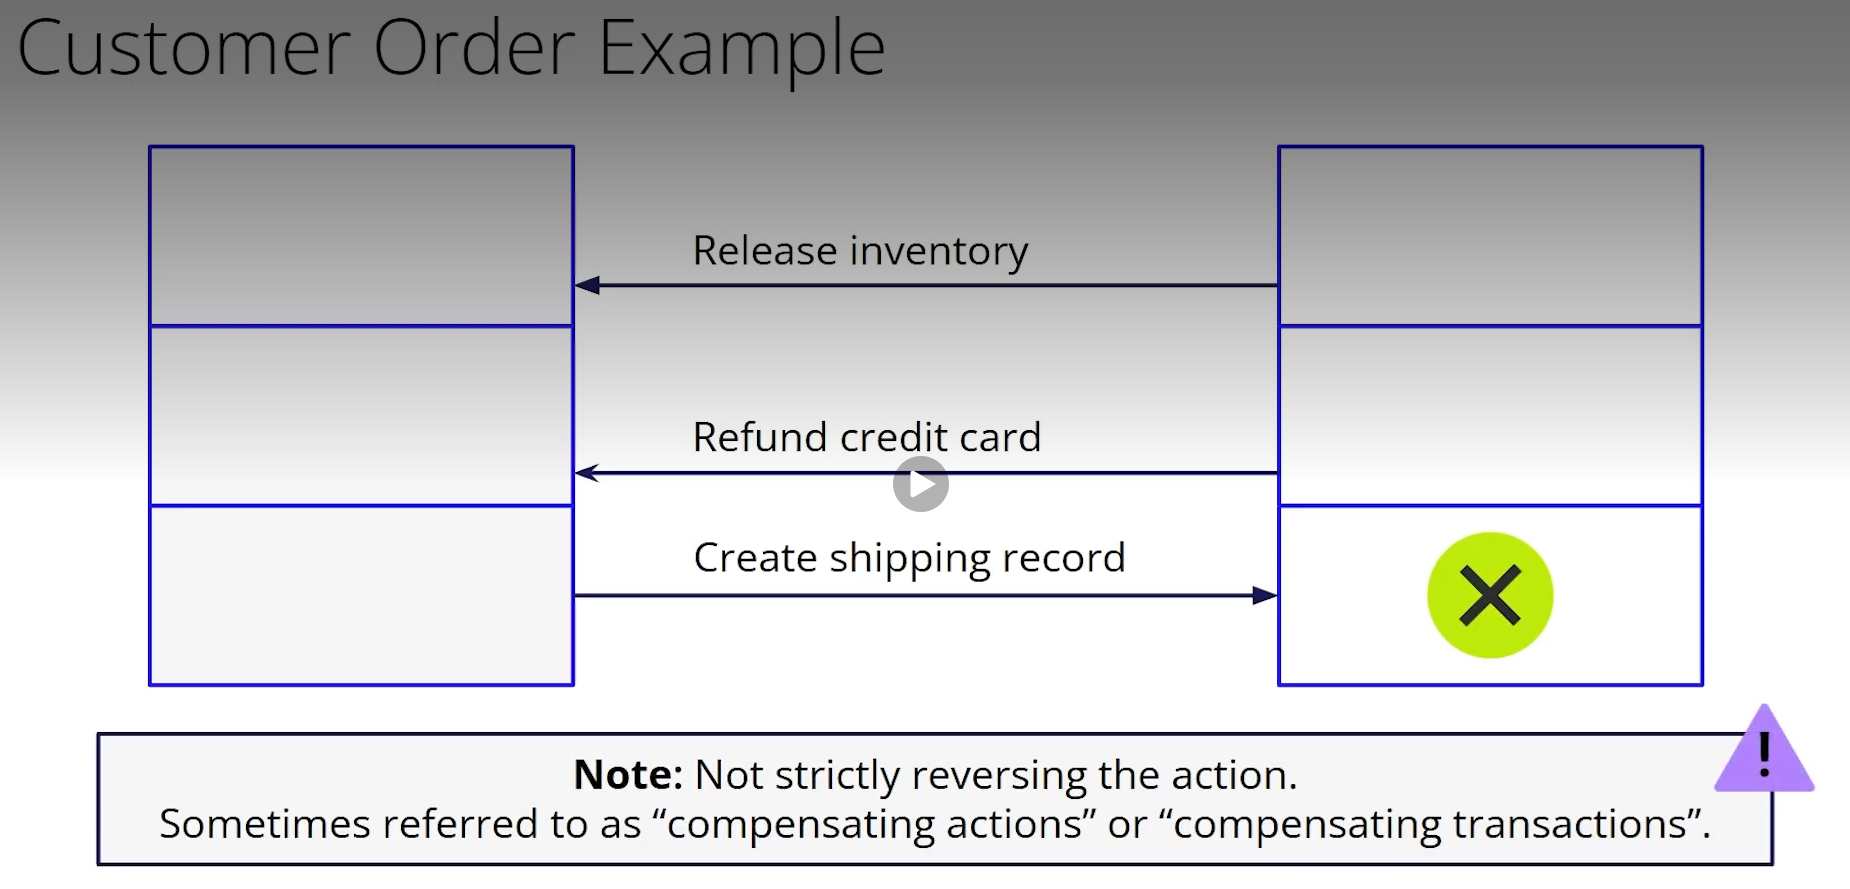 Customer Order Example
Release inventory
Refund credit card
Create shipping record
Note: Not strictly reversing the action.
Sometimes referred to as “compensating actions” or “compensating transactions”.